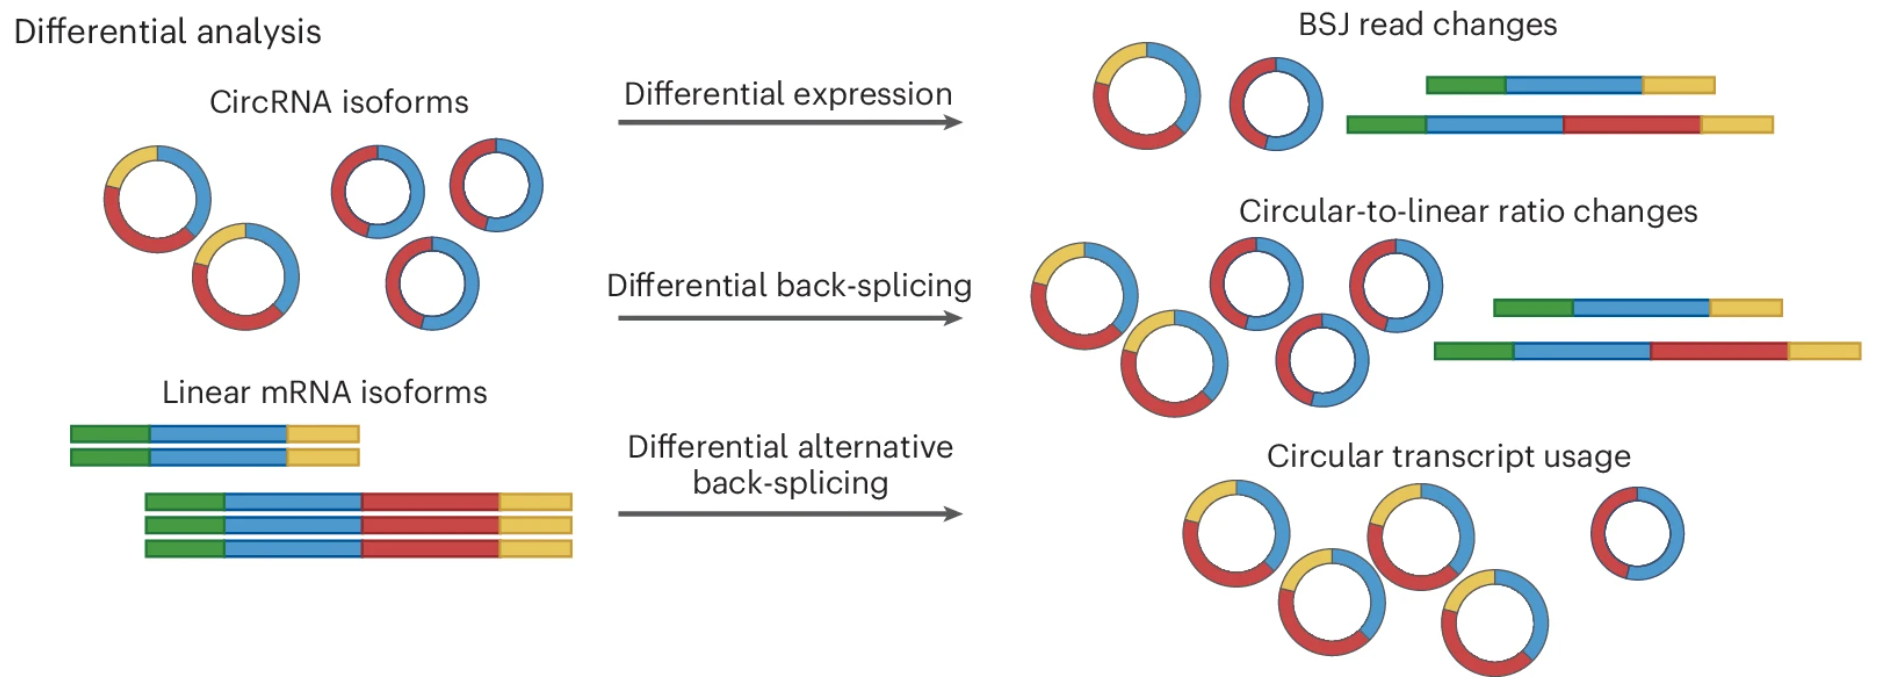 Differential analysis
CircRNA isoforms
Linear mRNA isoforms
Differential expression
BSJ read changes
Differential back-splicing
Circular-to-linear ratio changes
Differential alternative
back-splicing
Circular transcript usage